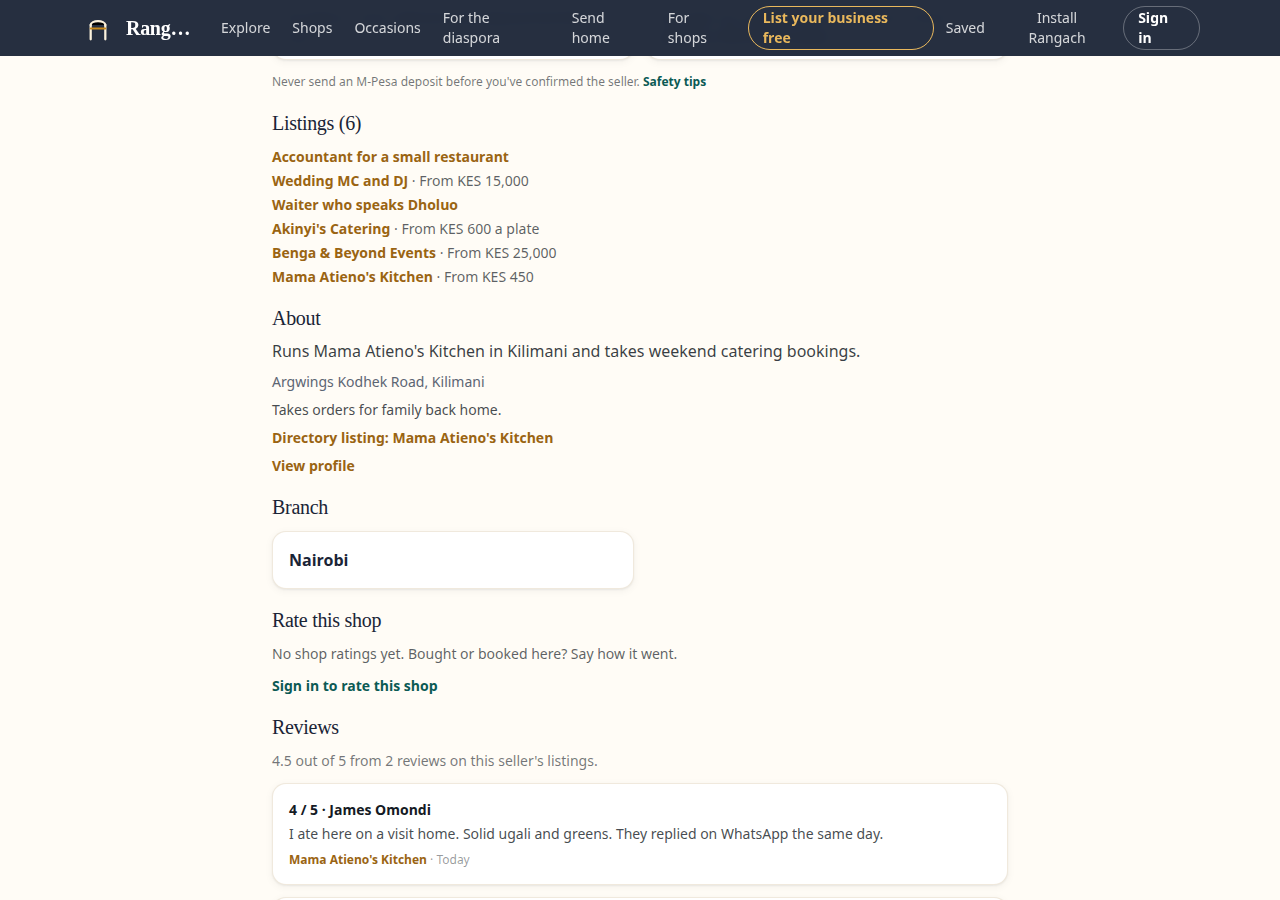 Rang…
Explore
Shops
Occasions
For the
diaspora
Send
home
For
shops
List your business
free
Saved
Install
Rangach
Sign
in
Never send an M-Pesa deposit before you've confirmed the seller. Safety tips
Listings (6)
Accountant for a small restaurant
Wedding MC and DJ · From KES 15,000
Waiter who speaks Dholuo
Akinyi's Catering · From KES 600 a plate
Benga & Beyond Events · From KES 25,000
Mama Atieno's Kitchen · From KES 450
About
Runs Mama Atieno's Kitchen in Kilimani and takes weekend catering bookings.
Argwings Kodhek Road, Kilimani
Takes orders for family back home.
Directory listing: Mama Atieno's Kitchen
View profile
Branch
Nairobi
Rate this shop
No shop ratings yet. Bought or booked here? Say how it went.
Sign in to rate this shop
Reviews
4.5 out of 5 from 2 reviews on this seller's listings.
4 / 5 · James Omondi
I ate here on a visit home. Solid ugali and greens. They replied on WhatsApp the same day.
Mama Atieno's Kitchen · Today